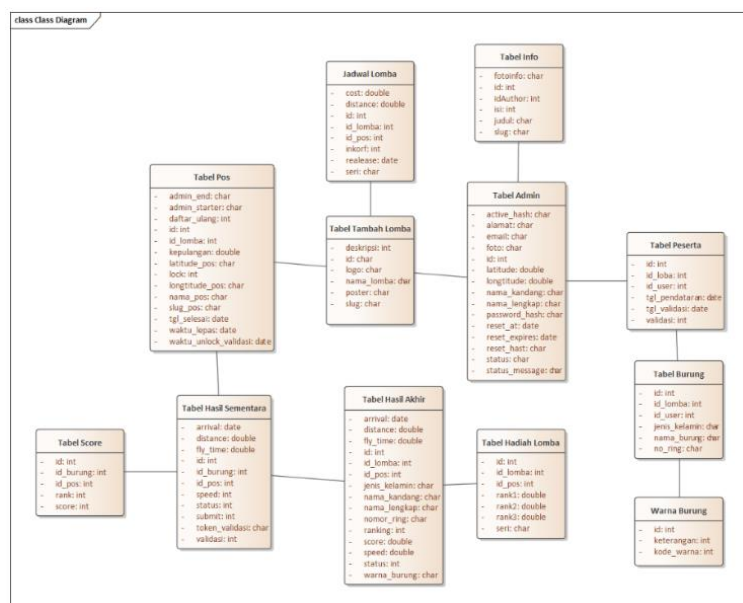 class Class Diagram
Tabel Info
- fotoinfo: char
- id: int
- idAuthor: int
- isi: int
- judul: char
- slug: char
Jadwal Lomba
- cost: double
- distance: double
- id: int
- id_lomba: int
- id_pos: int
- inkorf: int
- realease: date
- seri: char
Tabel Pos
- admin_end: char
- admin_starter: char
- daftar_ulang: int
- id: int
- id_lomba: int
- kepulangan: double
- latitude_pos: char
- lock: int
- longtitude_pos: char
- nama_pos: char
- slug_pos: char
- tgl_selesai: date
- waktu_lepas: date
- waktu_unlock_validasi: date
Tabel Tambah Lomba
- deskripsi: int
- id: char
- logo: char
- nama_lomba: char
- poster: char
- slug: char
Tabel Admin
- active_hash: char
- alamat: char
- email: char
- foto: char
- id: int
- latitude: double
- longtitude: double
- nama_kandang: char
- nama_lengkap: char
- password_hash: char
- reset_at: date
- reset_expires: date
- reset_hast: char
- status: char
- status_message: char
Tabel Peserta
- id: int
- id_loba: int
- id_user: int
- tgl_pendataran: date
- tgl_validasi: date
- validasi: int
Tabel Burung
- id: int
- id_lomba: int
- id_user: int
- jenis_kelamin: char
- nama_burung: char
- no_ring: char
Warna Burung
- id: int
- keterangan: int
- kode_warna: int
Tabel Score
- id: int
- id_burung: int
- id_pos: int
- rank: int
- score: int
Tabel Hasil Sementara
- arrival: date
- distance: double
- fly_time: double
- id: int
- id_burung: int
- id_pos: int
- speed: int
- status: int
- submit: int
- token_validasi: char
- validasi: int
Tabel Hasil Akhir
- arrival: date
- distance: double
- fly_time: double
- id: int
- id_lomba: int
- id_pos: int
- jenis_kelamin: char
- nama_kandang: char
- nama_lengkap: char
- nomor_ring: char
- ranking: int
- score: double
- speed: double
- status: int
- warna_burung: char
Tabel Hadiah Lomba
- id: int
- id_lomba: int
- id_pos: int
- rank1: double
- rank2: double
- rank3: double
- seri: char